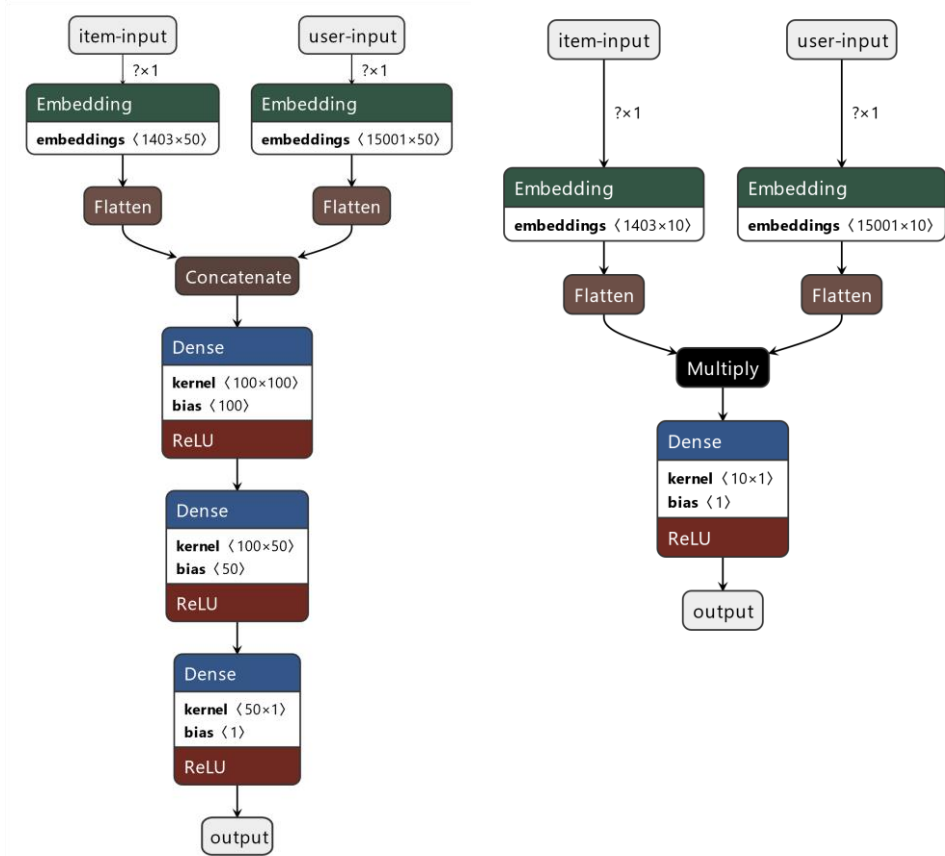 item-input
user-input
?×1
?×1
Embedding
embeddings 〈1403×50〉
Embedding
embeddings 〈15001×50〉
Flatten
Flatten
Concatenate
Dense
kernel 〈100×100〉
bias 〈100〉
ReLU
Dense
kernel 〈100×50〉
bias 〈50〉
ReLU
Dense
kernel 〈50×1〉
bias 〈1〉
ReLU
output
item-input
user-input
?×1
?×1
Embedding
embeddings 〈1403×10〉
Embedding
embeddings 〈15001×10〉
Flatten
Flatten
Multiply
Dense
kernel 〈10×1〉
bias 〈1〉
ReLU
output